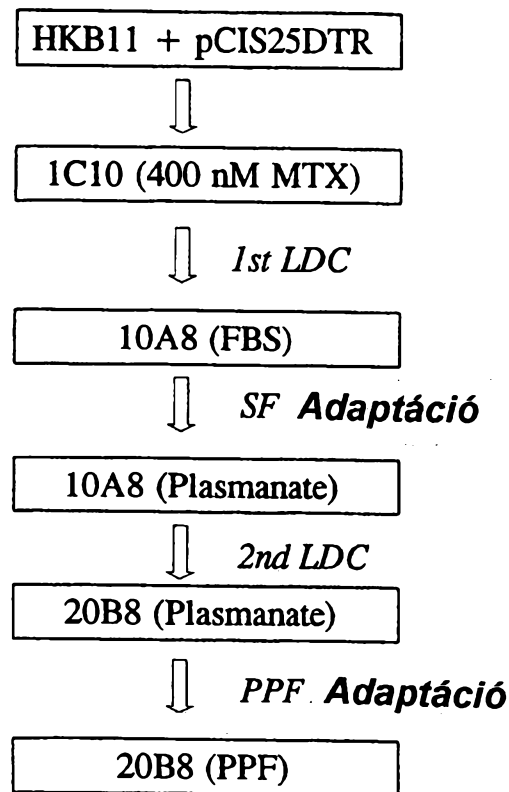 HKB11 + pCIS25DTR
1C10 (400 nM MTX)
1st LDC
10A8 (FBS)
SF Adaptáció
10A8 (Plasmanate)
2nd LDC
20B8 (Plasmanate)
PPF. Adaptáció
20B8 (PPF)